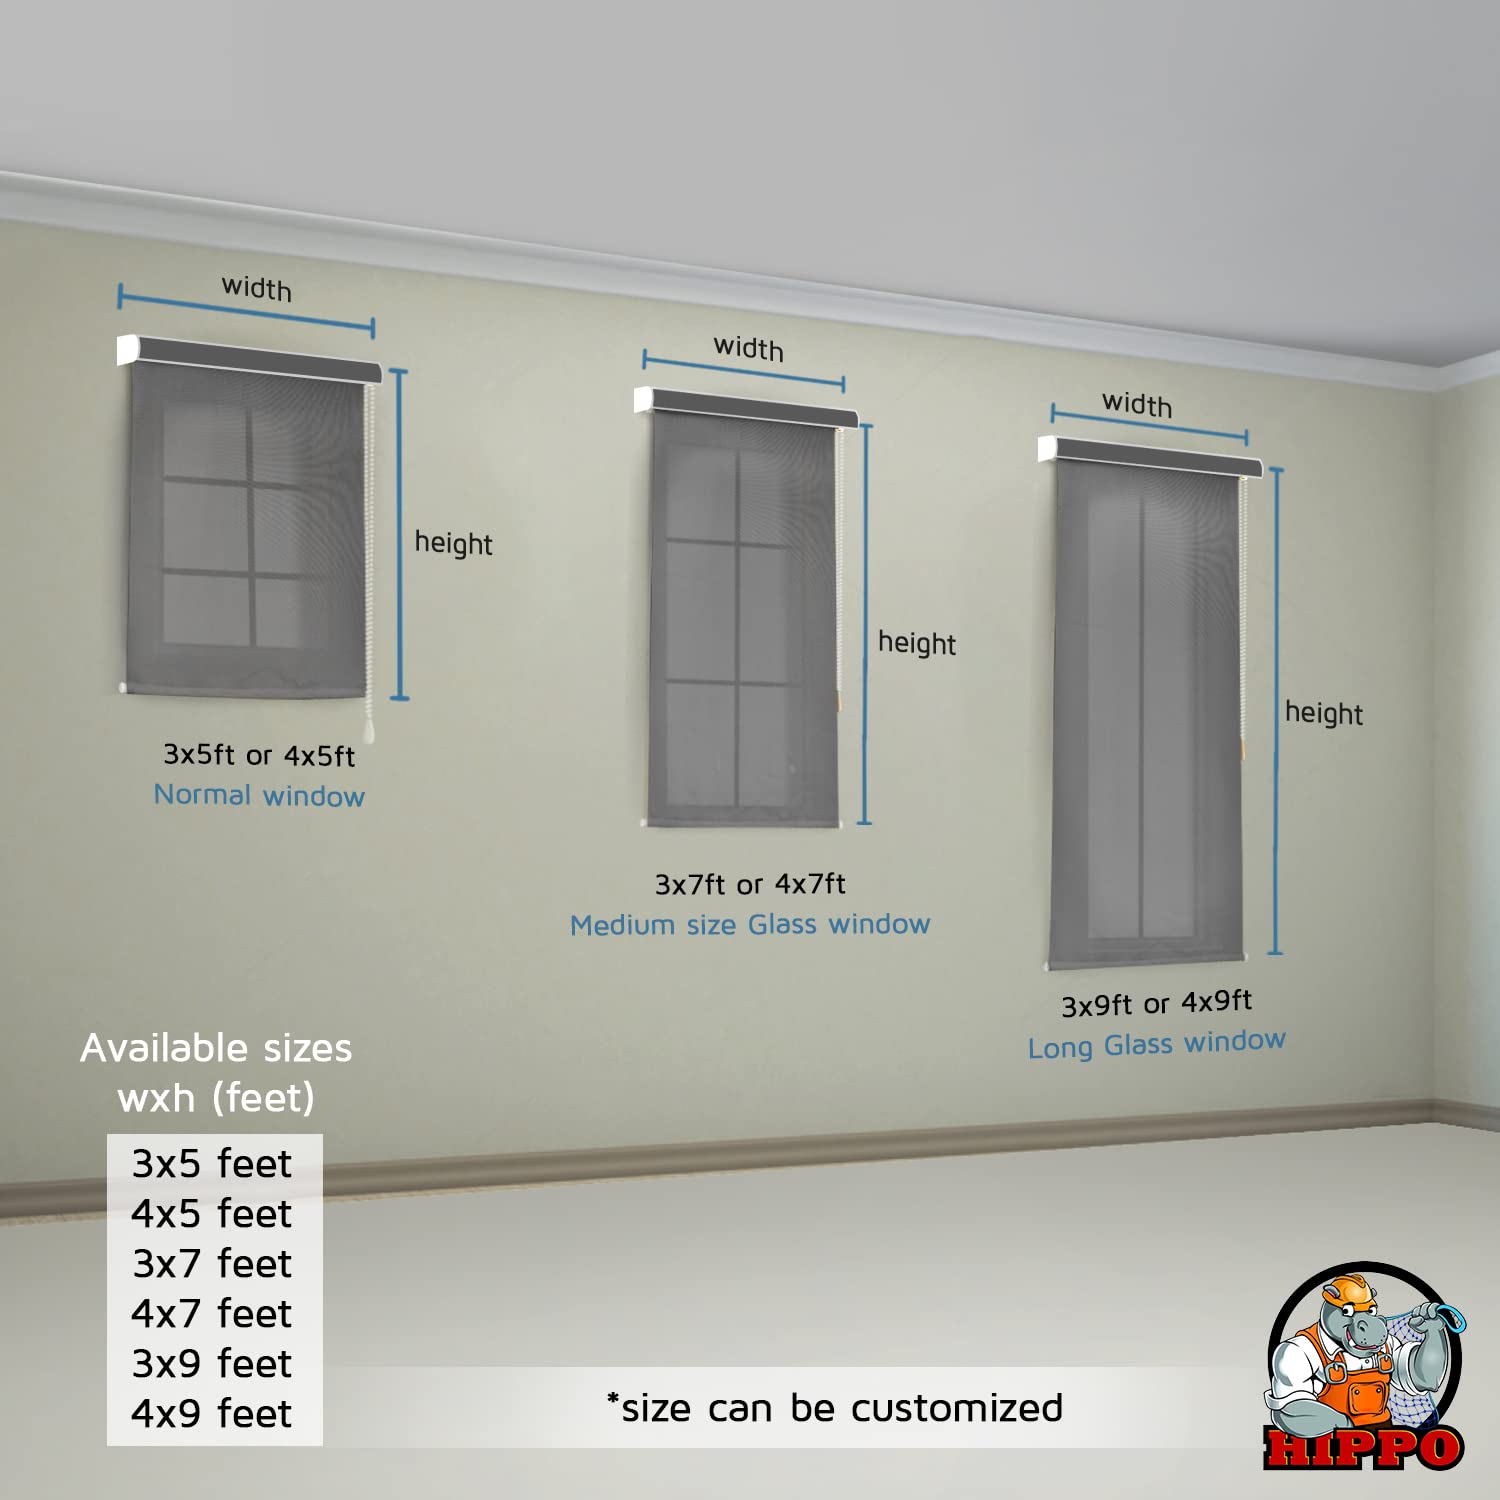 width
height
3x5ft or 4x5ft
Normal window
width
height
3x7ft or 4x7ft
Medium size Glass window
width
height
3x9ft or 4x9ft
Long Glass window
Available sizes
wxh (feet)
3x5 feet
4x5 feet
3x7 feet
4x7 feet
3x9 feet
4x9 feet
*size can be customized
HIPPO